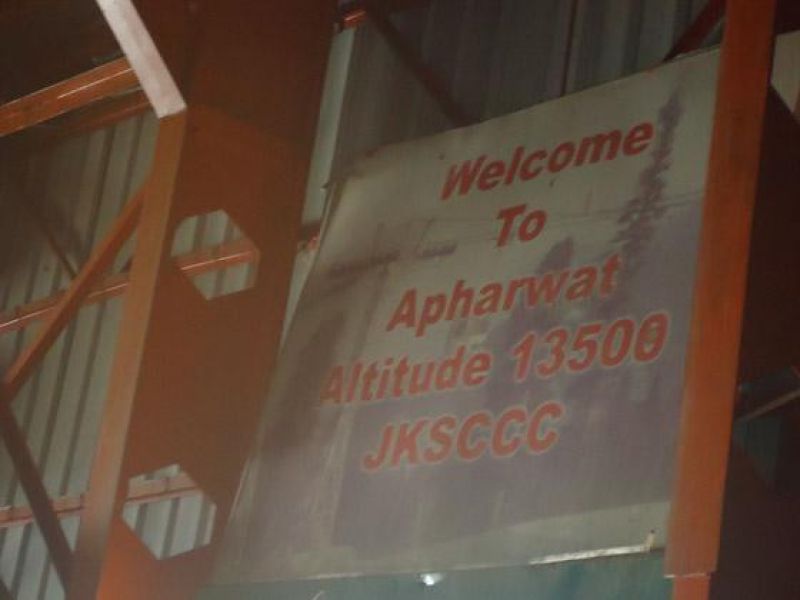 Welcome
To
Apharwat
Altitude 13500
JKSCCC